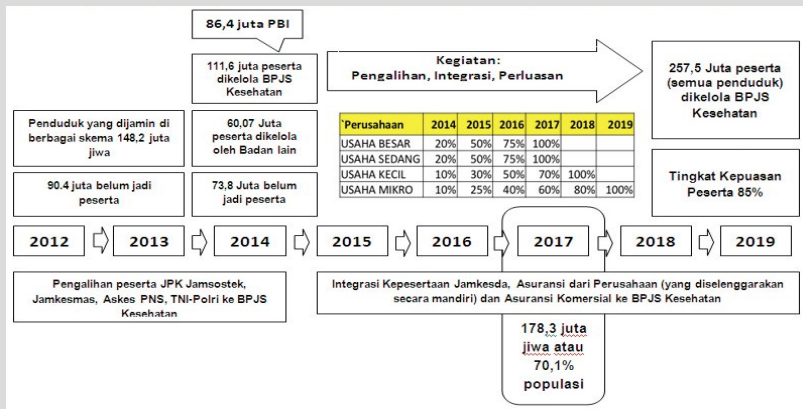 86,4 juta PBI
111,6 juta peserta
dikelola BPJS
Kesehatan
Kegiatan:
Pengalihan, Integrasi, Perluasan
257,5 Juta peserta
(semua penduduk)
dikelola BPJS
Kesehatan
Penduduk yang dijamin di
berbagai skema 148,2 juta
jiwa
60,07 Juta
peserta dikelola
oleh Badan lain
`Perusahaan 2014 2015 2016 2017 2018 2019
USAHA BESAR 20% 50% 75% 100%
USAHA SEDANG 20% 50% 75% 100%
USAHA KECIL 10% 30% 50% 70% 100%
USAHA MIKRO 10% 25% 40% 60% 80% 100%
90.4 juta belum jadi
peserta
73,8 Juta belum
jadi peserta
Tingkat Kepuasan
Peserta 85%
2012 2013 2014 2015 2016 2017 2018 2019
Pengalihan peserta JPK Jamsostek,
Jamkesmas, Askes PNS, TNI-Polri ke BPJS
Kesehatan
Integrasi Kepesertaan Jamkesda, Asuransi dari Perusahaan (yang diselenggarakan
secara mandiri) dan Asuransi Komersial ke BPJS Kesehatan
178,3 juta
jiwa atau
70,1%
populasi